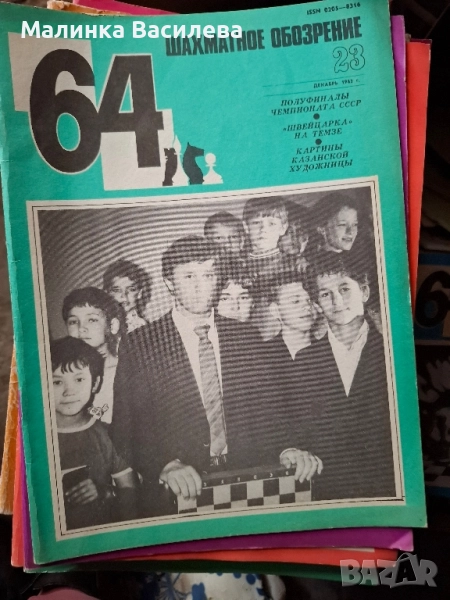 Малинка Василева
ISSN 0201—8314
64
ШАХМАТНОЕ ОБОЗРЕНИЕ
23
ПОЛУФИНАЛЫ
ЧЕМПИОНАТА СССР
«ШВЕЙЦАРКА»
НА ТЕМЗЕ
КАРТИНЫ
КАЗАНСКОЙ
ХУДОЖНИЦЫ
BAZAR